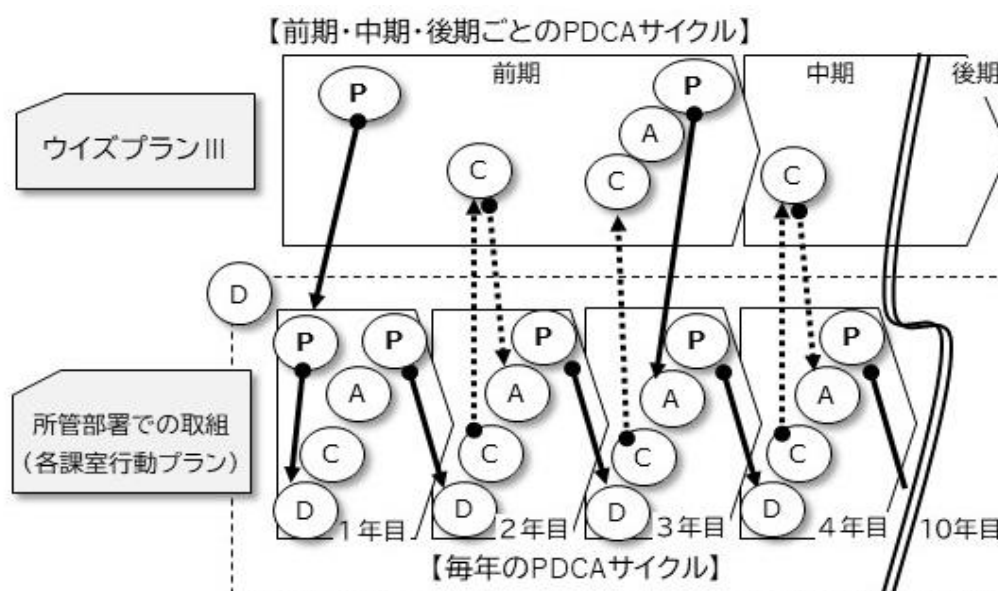 【前期・中期・後期ごとのPDCAサイクル】
前期
中期
後期
P
P
A
C
C
C
ウイズプランⅢ
D
P
P
P
P
P
A
A
A
A
C
C
C
C
D
D
D
D
所管部署での取組
（各課室行動プラン）
1年目
2年目
3年目
4年目
10年目
【毎年のPDCAサイクル】